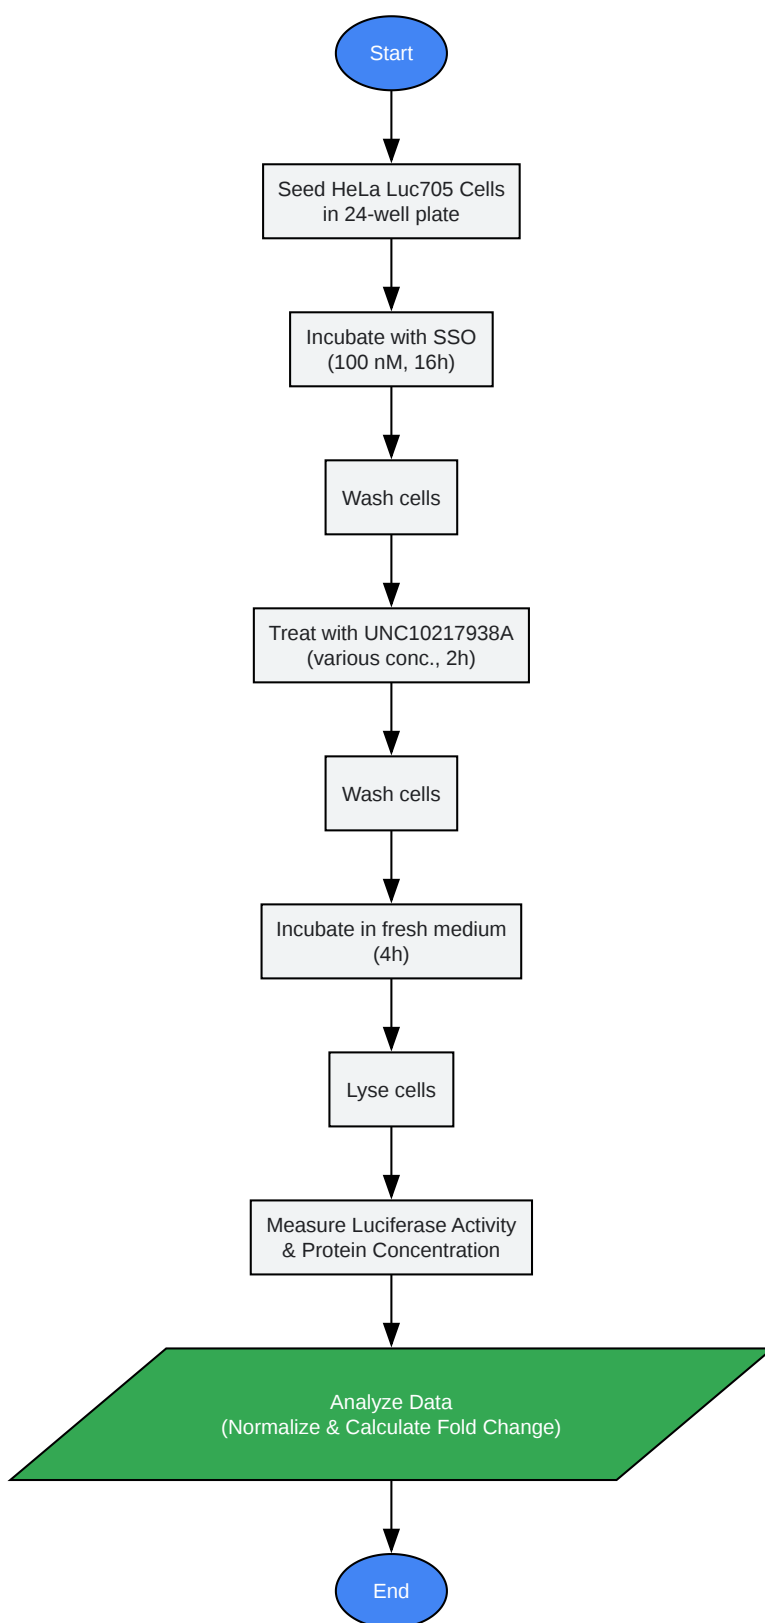 Start
Seed HeLa Luc705 Cells
in 24-well plate
Incubate with SSO
(100 nM, 16h)
Wash cells
Treat with UNC10217938A
(various conc., 2h)
Wash cells
Incubate in fresh medium
(4h)
Lyse cells
Measure Luciferase Activity
& Protein Concentration
Analyze Data
(Normalize & Calculate Fold Change)
End